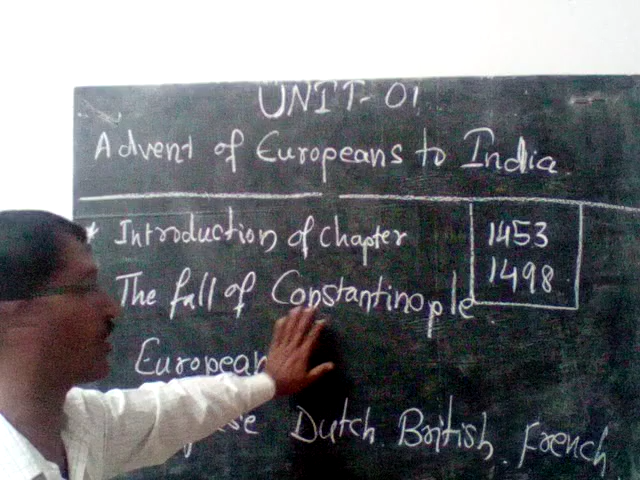 UNIT-01
Advent of Europeans to India
* Introduction of chapter
1453
1498
The fall of Constantinople
European
Dutch. British. French